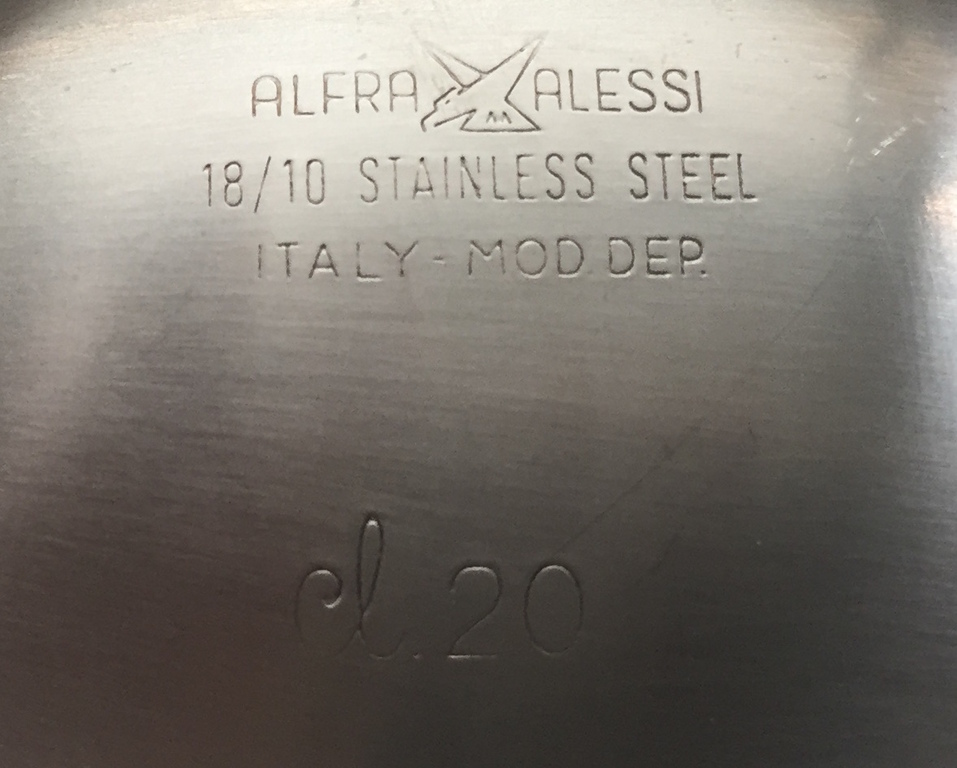 ALFRA ALESSI
18/10 STAINLESS STEEL
ITALY - MOD. DEP.
cl. 20